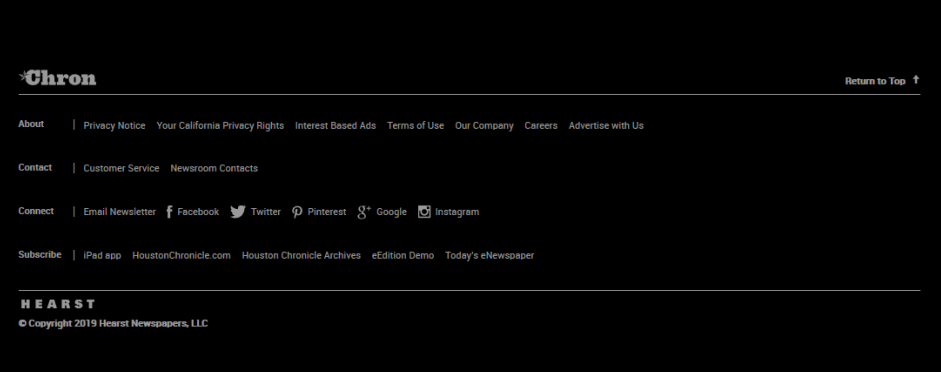 Chron
Return to Top
About | Privacy Notice Your California Privacy Rights Interest Based Ads Terms of Use Our Company Careers Advertise with Us
Contact | Customer Service Newsroom Contacts
Connect | Email Newsletter Facebook Twitter Pinterest Google Instagram
Subscribe | iPad app HoustonChronicle.com Houston Chronicle Archives eEdition Demo Today's eNewspaper
HEARST
© Copyright 2019 Hearst Newspapers, LLC